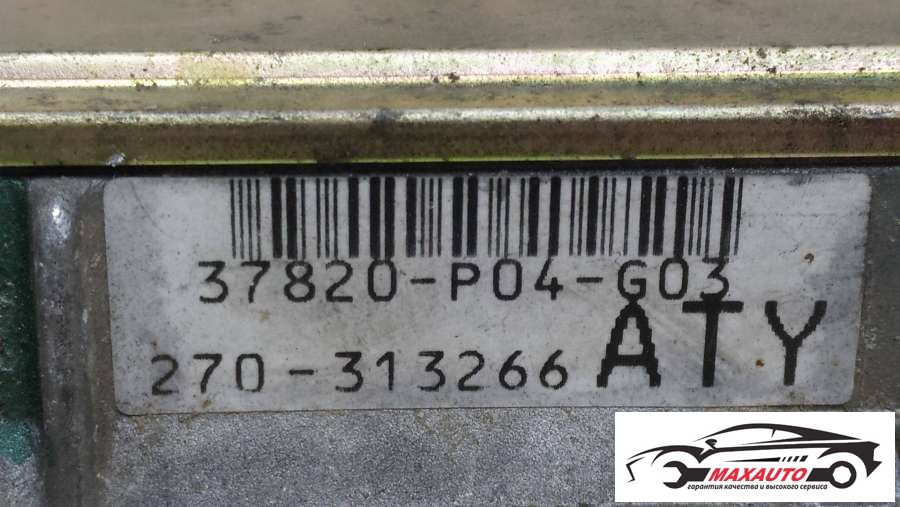 37820-P04-G03
270-313266 ATY
MAXAUTO
гарантия качества и высокого сервиса